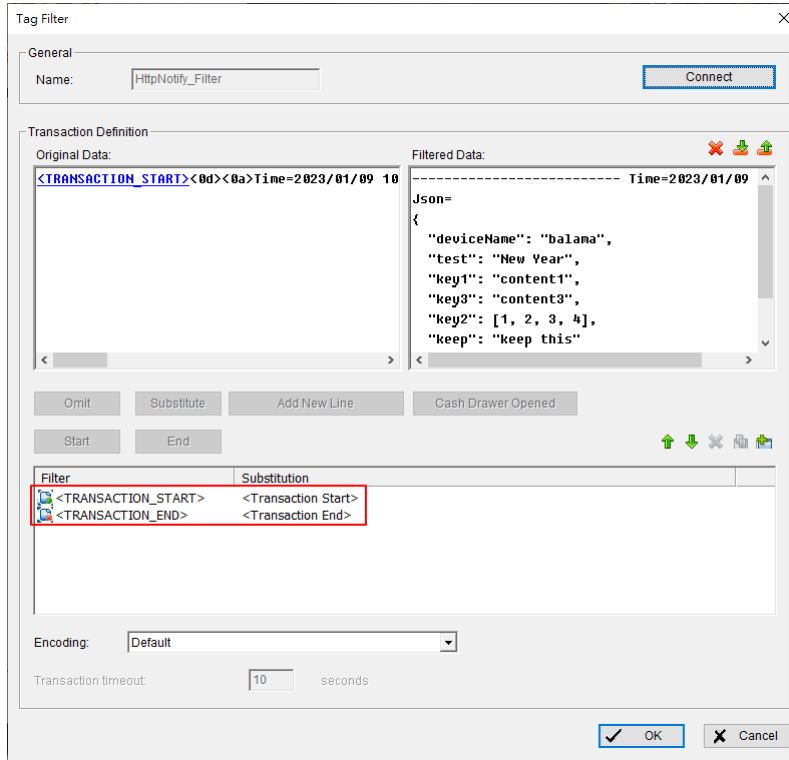 Tag Filter
General
Name: HttpNotify_Filter Connect
Transaction Definition
Original Data: Filtered Data:
<TRANSACTION_START><0d><0a>Time=2023/01/09 10
--------------------------- Time=2023/01/09
Json=
{
"deviceName": "balama",
"test": "New Year",
"key1": "content1",
"key3": "content3",
"key2": [1, 2, 3, 4],
"keep": "keep this"
Omit Substitute Add New Line Cash Drawer Opened
Start End
Filter Substitution
<TRANSACTION_START> <Transaction Start>
<TRANSACTION_END> <Transaction End>
Encoding: Default
Transaction timeout: 10 seconds
OK Cancel